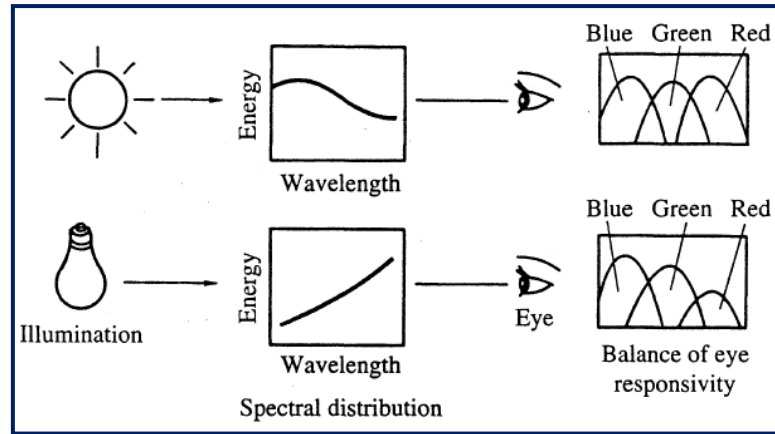 Blue Green Red
Energy
Wavelength
Blue Green Red
Energy
Illumination
Wavelength
Eye
Balance of eye
responsivity
Spectral distribution